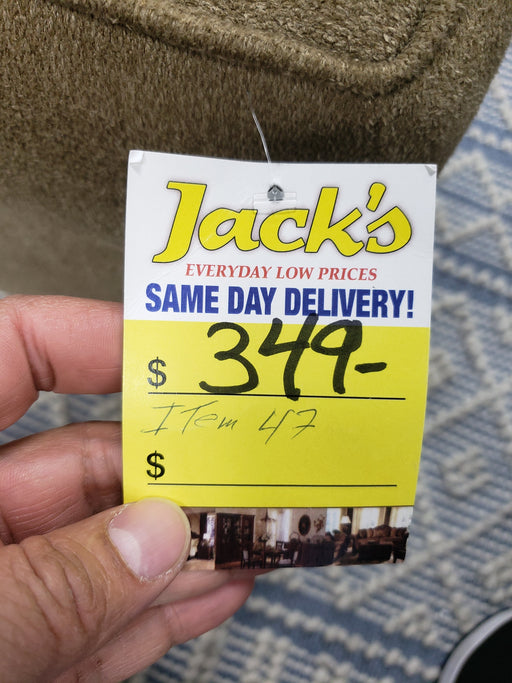 Jack's
EVERYDAY LOW PRICES
SAME DAY DELIVERY!
$ 349-
ITem 47
$